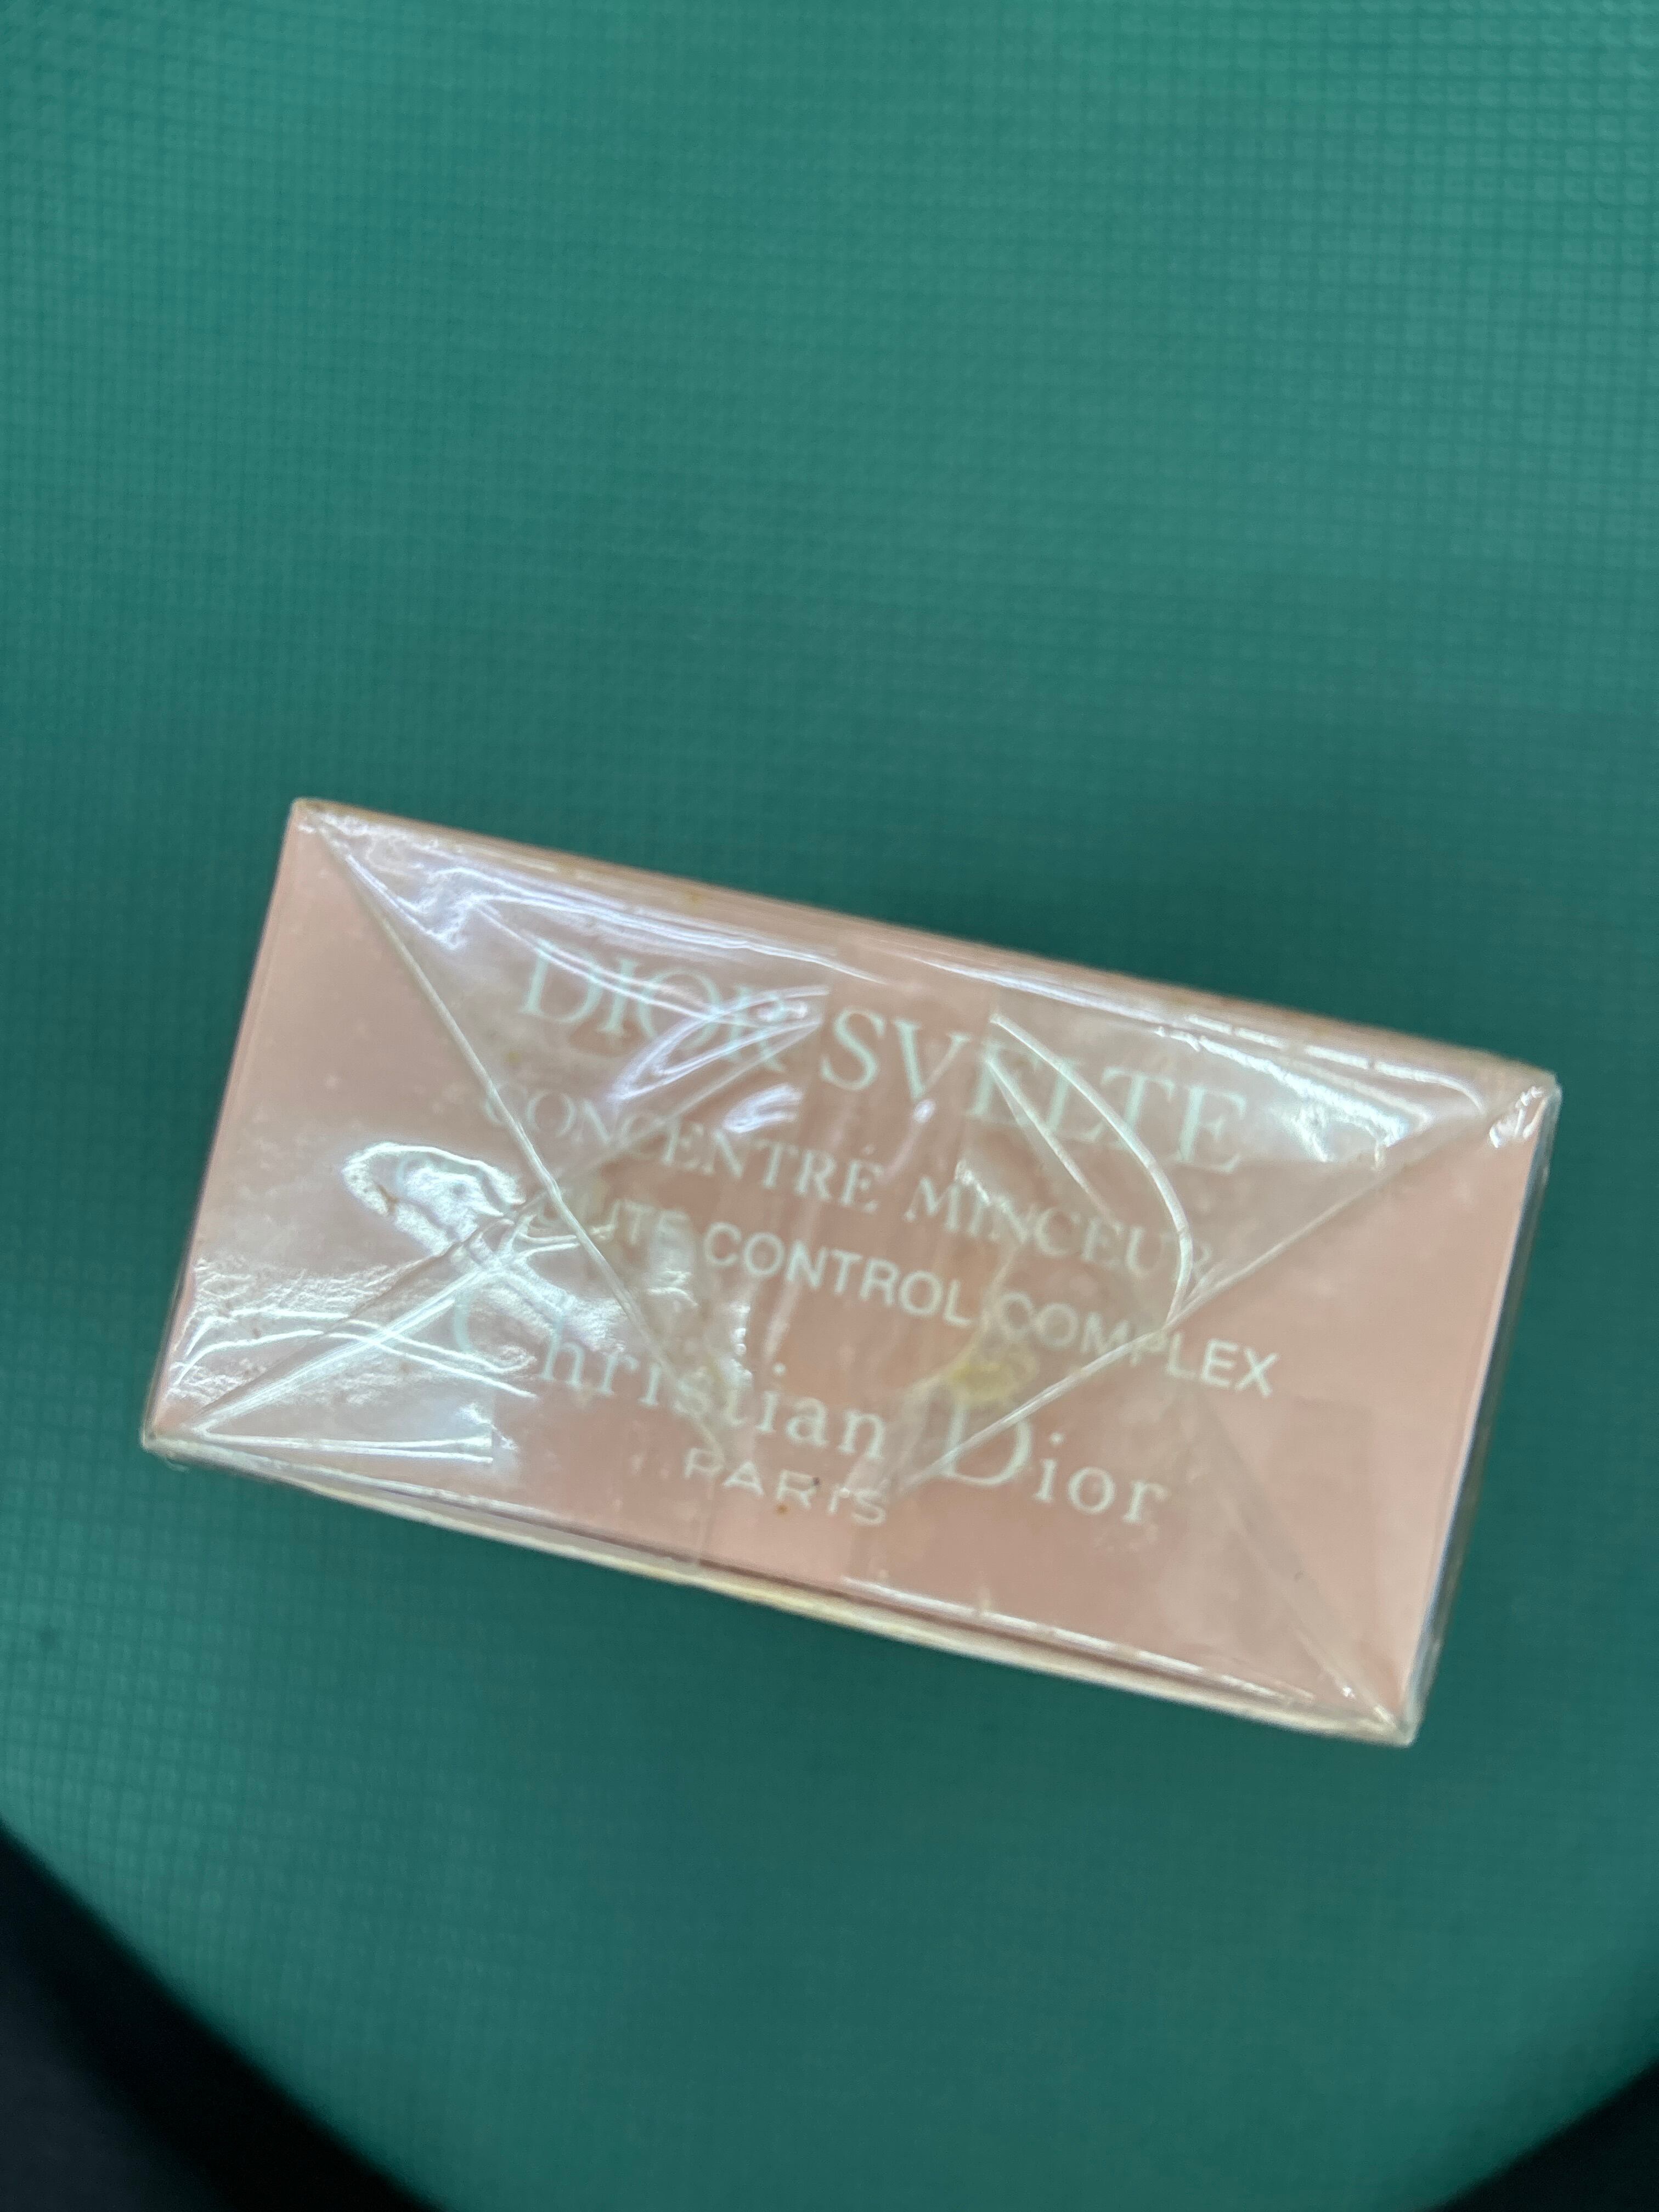 DIOR SVELTE
CONCENTRÉ MINCEUR
CONTROL COMPLEX
Christian Dior
PARIS